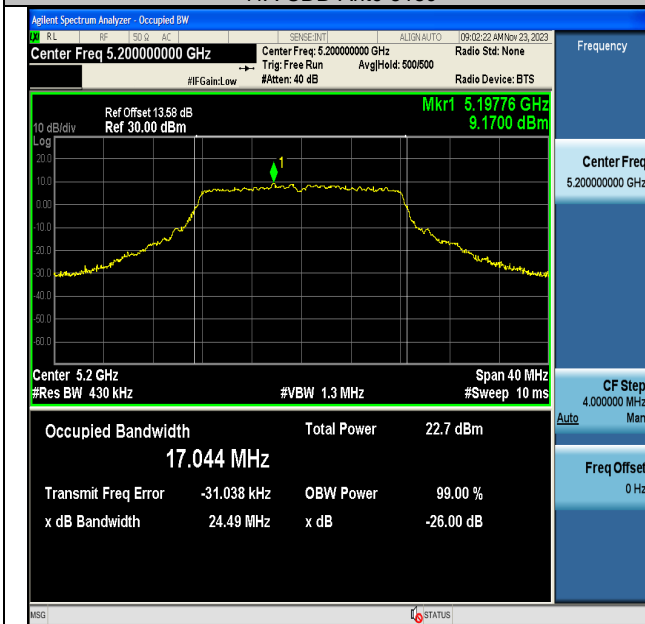 Agilent Spectrum Analyzer - Occupied BW
LXI RL RF 50 Ω AC SENSE:INT ALIGN AUTO 09:02:22 AM Nov 23, 2023
Center Freq 5.200000000 GHz
Center Freq: 5.200000000 GHz
Radio Std: None
Trig: Free Run Avg|Hold: 500/500
#IFGain:Low #Atten: 40 dB Radio Device: BTS
Frequency
Mkr1 5.19776 GHz
9.1700 dBm
Ref Offset 13.58 dB
10 dB/div Ref 30.00 dBm
Log
20.0
10.0
0.00
-10.0
-20.0
-30.0
-40.0
-50.0
-60.0
1
Center 5.2 GHz Span 40 MHz
#Res BW 430 kHz #VBW 1.3 MHz #Sweep 10 ms
Occupied Bandwidth Total Power 22.7 dBm
17.044 MHz
Transmit Freq Error -31.038 kHz OBW Power 99.00 %
x dB Bandwidth 24.49 MHz x dB -26.00 dB
Center Freq
5.200000000 GHz
CF Step
4.000000 MHz
Auto Man
Freq Offset
0 Hz
MSG STATUS